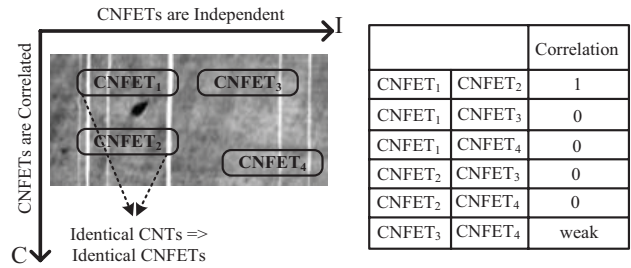 CNFETs are Independent
I
CNFETs are Correlated
CNFET₁
CNFET₃
CNFET₂
CNFET₄
Identical CNTs =>
Identical CNFETs
C
Correlation
CNFET₁ CNFET₂ 1
CNFET₁ CNFET₃ 0
CNFET₁ CNFET₄ 0
CNFET₂ CNFET₃ 0
CNFET₂ CNFET₄ 0
CNFET₃ CNFET₄ weak